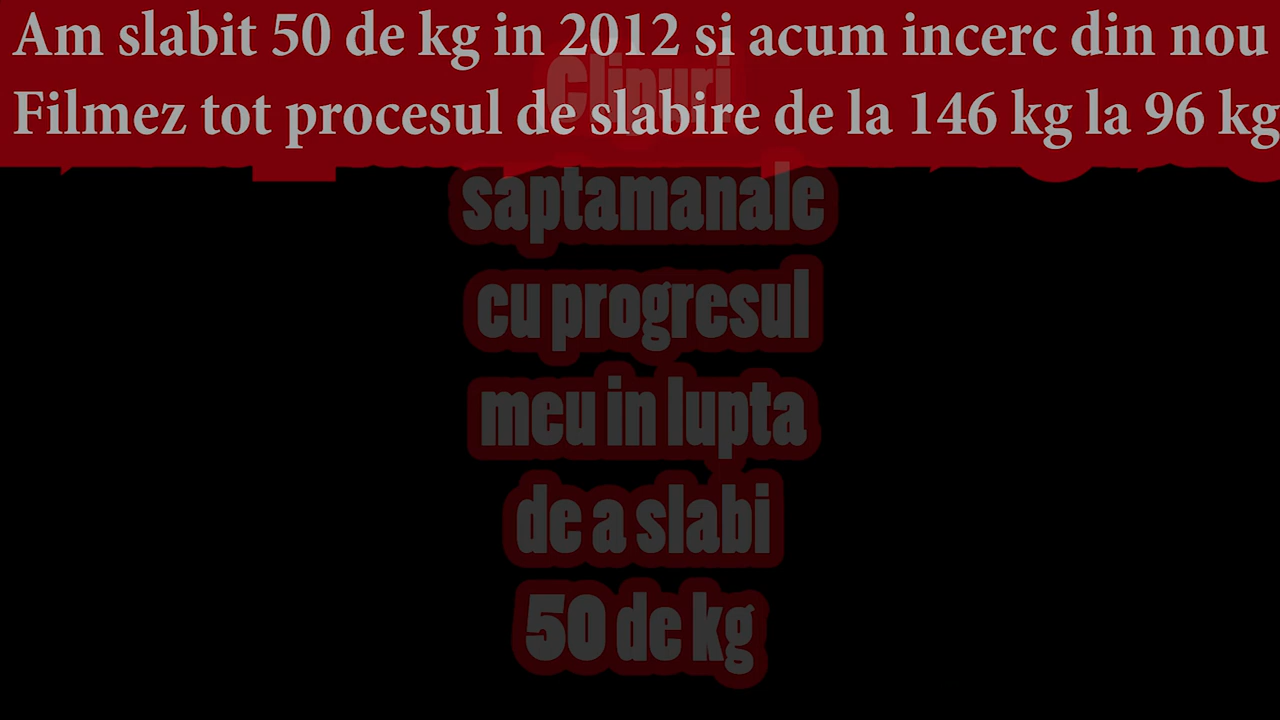 Am slabit 50 de kg in 2012 si acum incerc din nou
Filmez tot procesul de slabire de la 146 kg la 96 kg
Clipuri
saptamanale
cu progresul
meu in lupta
de a slabi
50 de kg